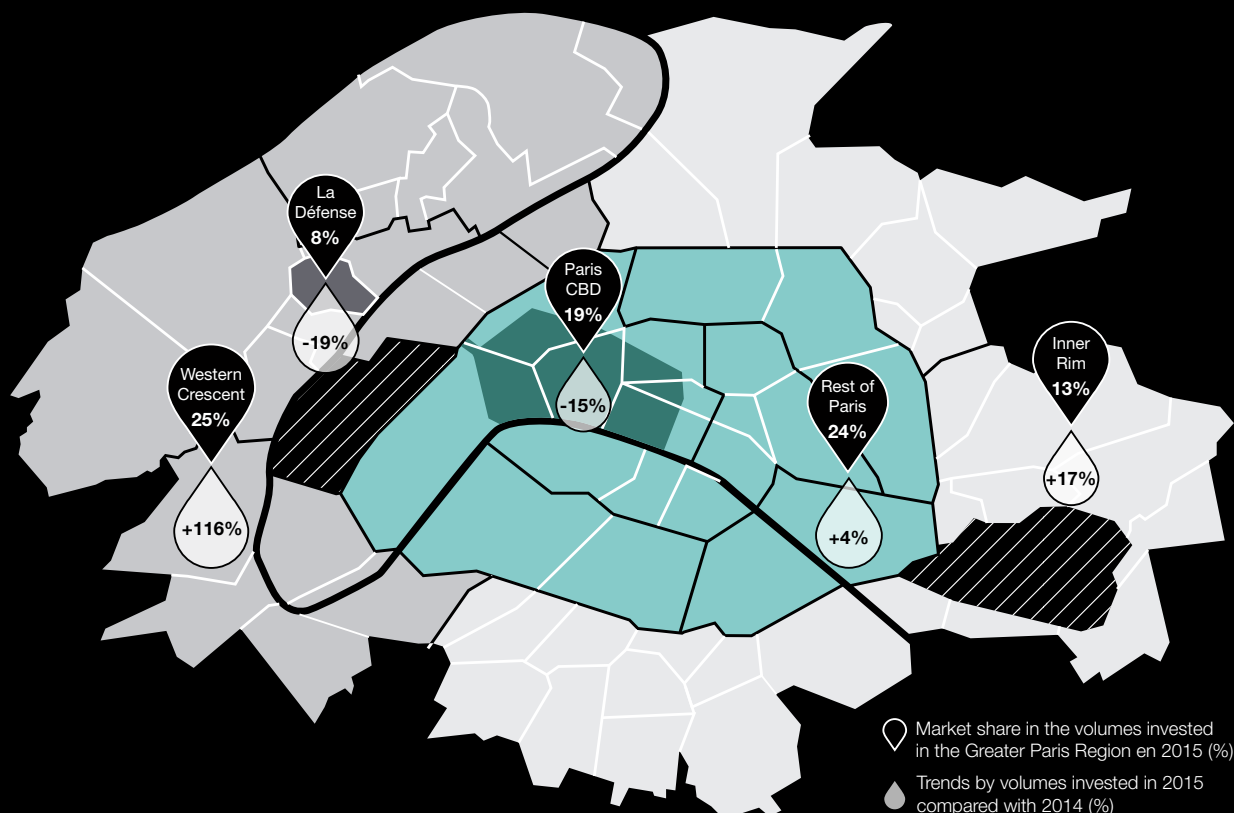 La
Défense
8%
-19%
Paris
CBD
19%
-15%
Western
Crescent
25%
+116%
Rest of
Paris
24%
+4%
Inner
Rim
13%
+17%
Market share in the volumes invested
in the Greater Paris Region en 2015 (%)
Trends by volumes invested in 2015
compared with 2014 (%)